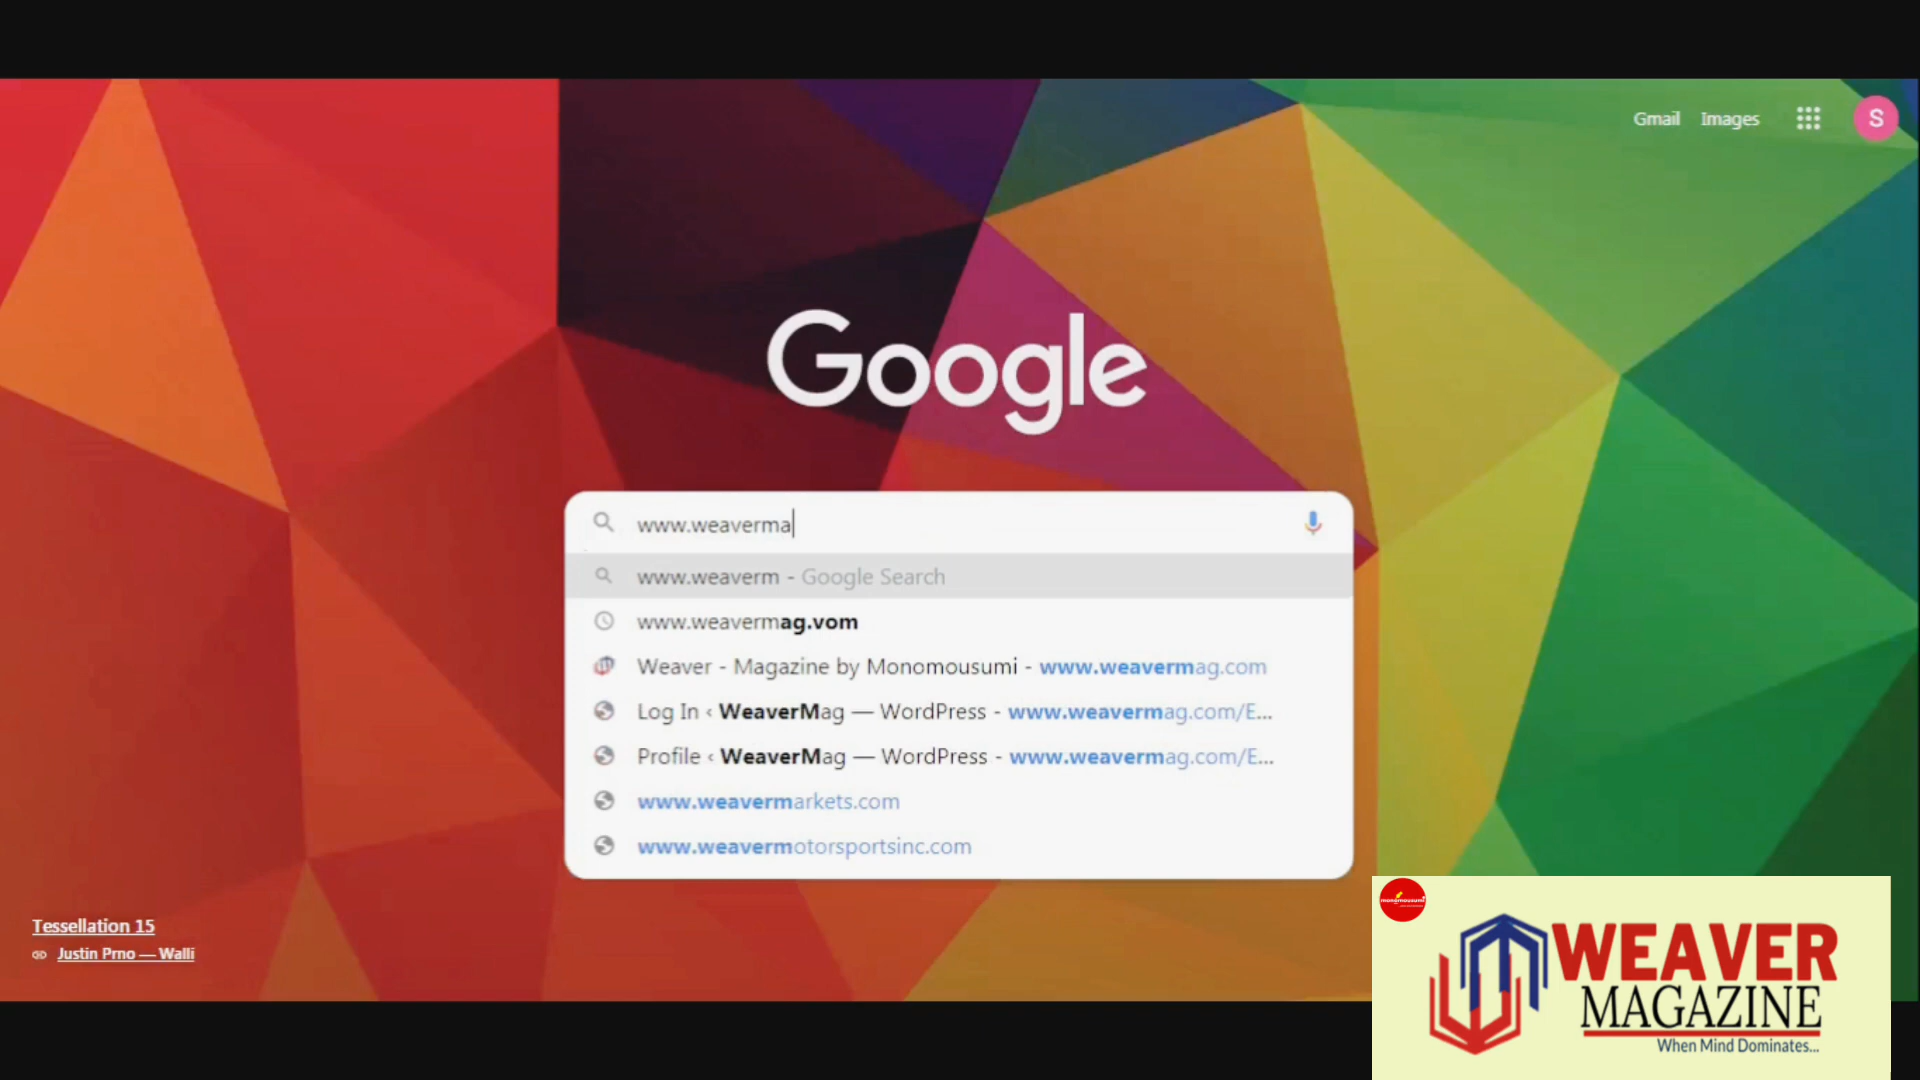 Gmail Images
S
Google
www.weaverma
www.weaverm - Google Search
www.weavermag.vom
Weaver - Magazine by Monomousumi - www.weavermag.com
Log In ‹ WeaverMag — WordPress - www.weavermag.com/E...
Profile ‹ WeaverMag — WordPress - www.weavermag.com/E...
www.weavermarkets.com
www.weavermotorsportsinc.com
Tessellation 15
Justin Prno — Walli
monomousumi
WEAVER
MAGAZINE
When Mind Dominates...